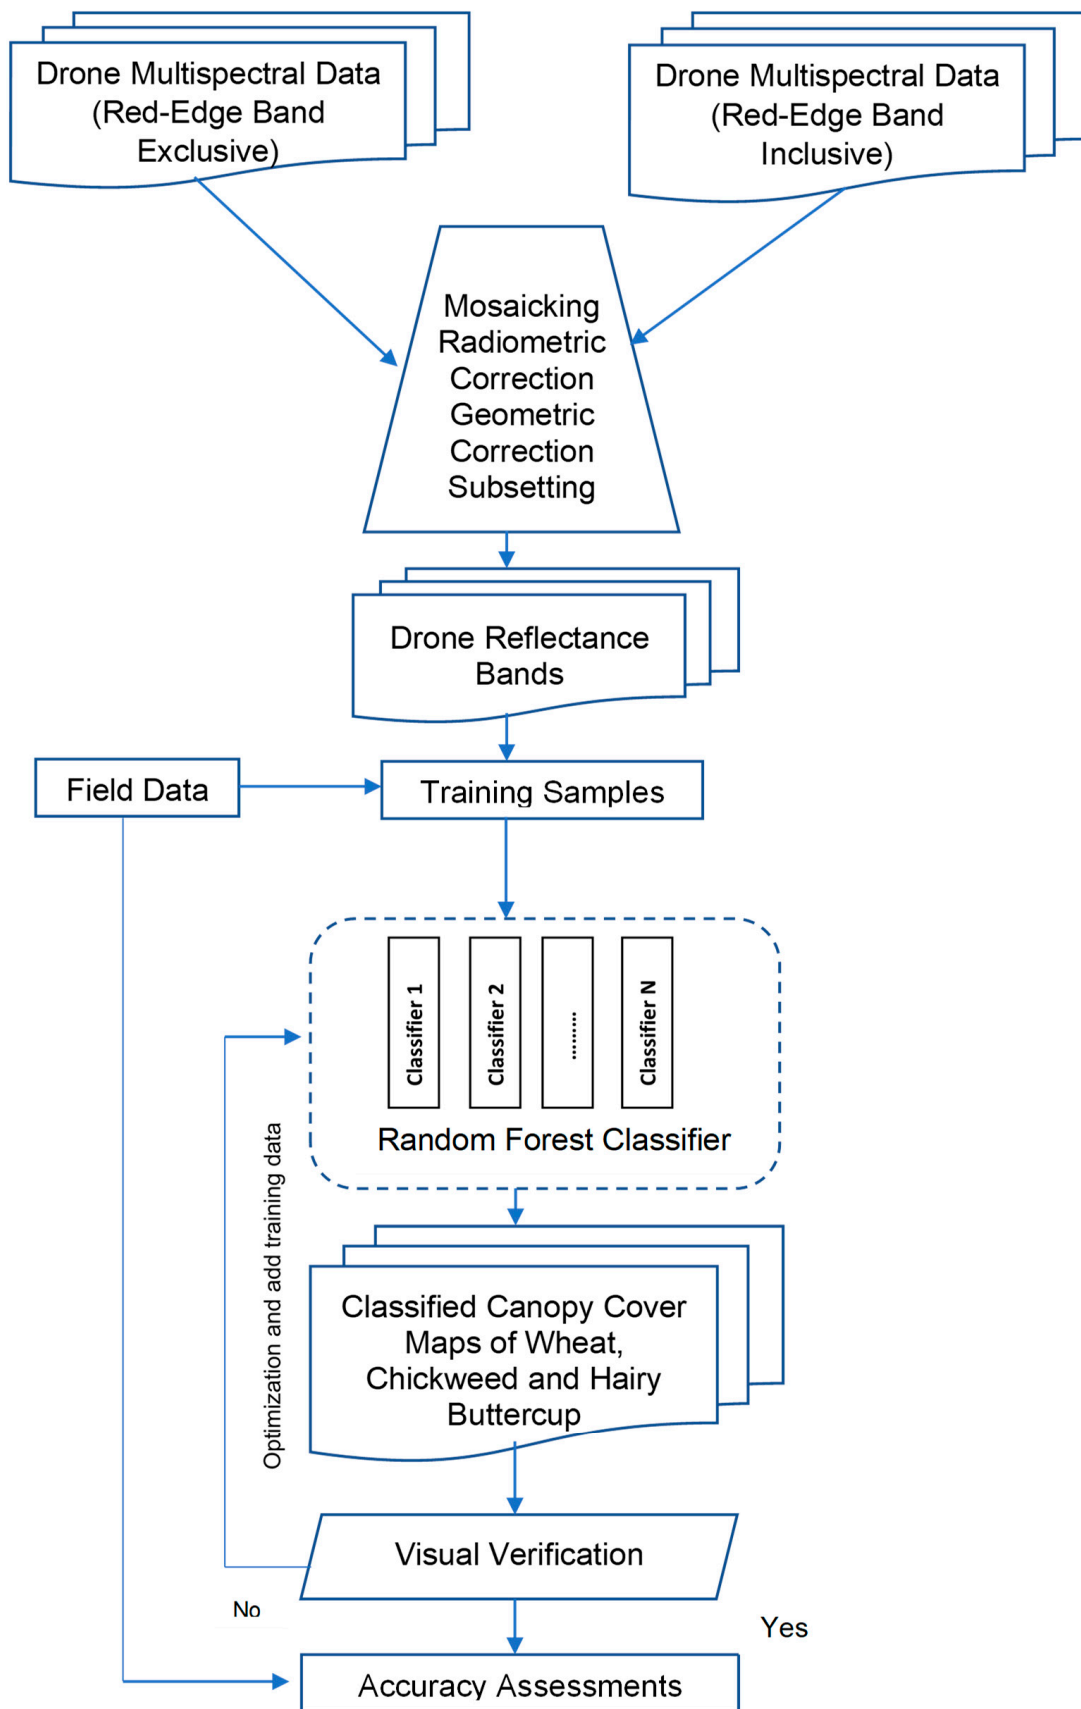 Drone Multispectral Data
(Red-Edge Band
Exclusive)
Drone Multispectral Data
(Red-Edge Band
Inclusive)
Mosaicking
Radiometric
Correction
Geometric
Correction
Subsetting
Drone Reflectance
Bands
Field Data
Training Samples
Classifier 1
Classifier 2
.........
Classifier N
Random Forest Classifier
Optimization and add training data
Classified Canopy Cover
Maps of Wheat,
Chickweed and Hairy
Buttercup
Visual Verification
No
Yes
Accuracy Assessments